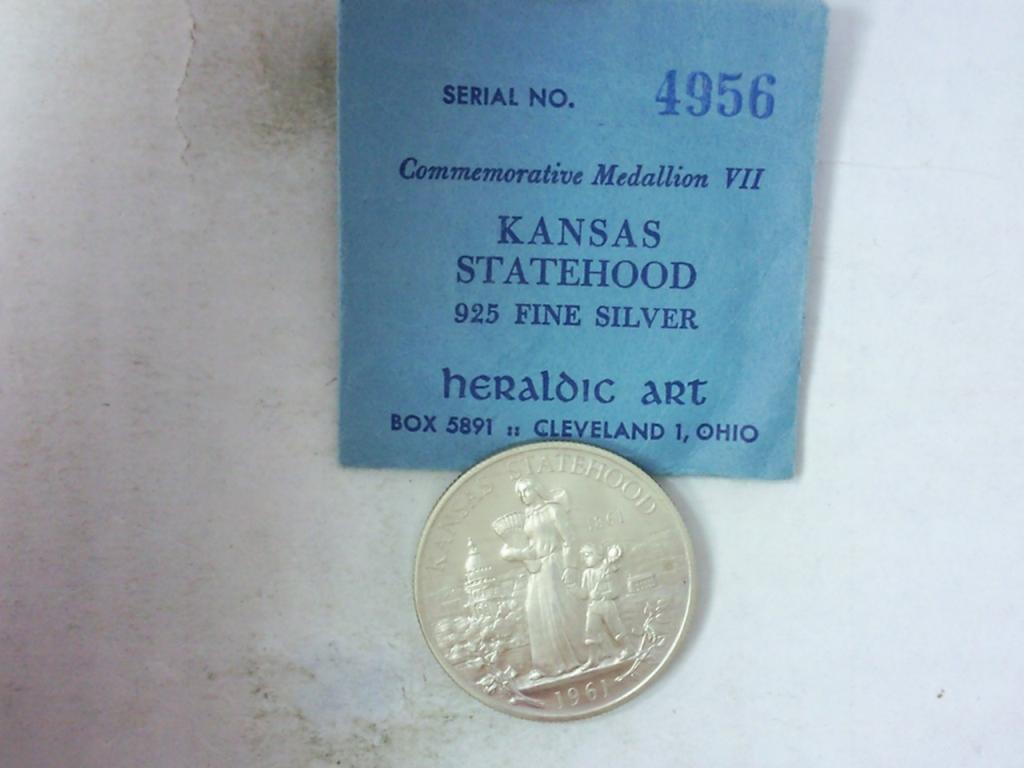 SERIAL NO. 4956
Commemorative Medallion VII
KANSAS
STATEHOOD
925 FINE SILVER
heraldic art
BOX 5891 :: CLEVELAND 1, OHIO
KANSAS STATEHOOD
1861
1961